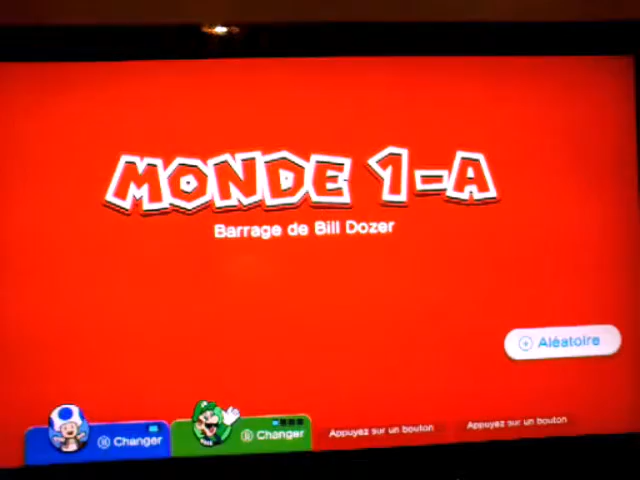 MONDE 1-A
Barrage de Bill Dozer
Aléatoire
Changer
Changer
Appuyez sur un bouton
Appuyez sur un bouton